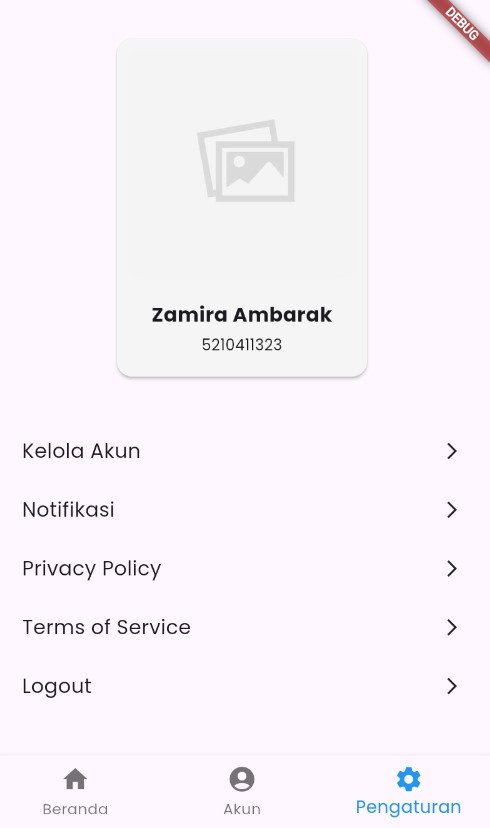 DEBUG
Zamira Ambarak
5210411323
Kelola Akun
Notifikasi
Privacy Policy
Terms of Service
Logout
Beranda
Akun
Pengaturan